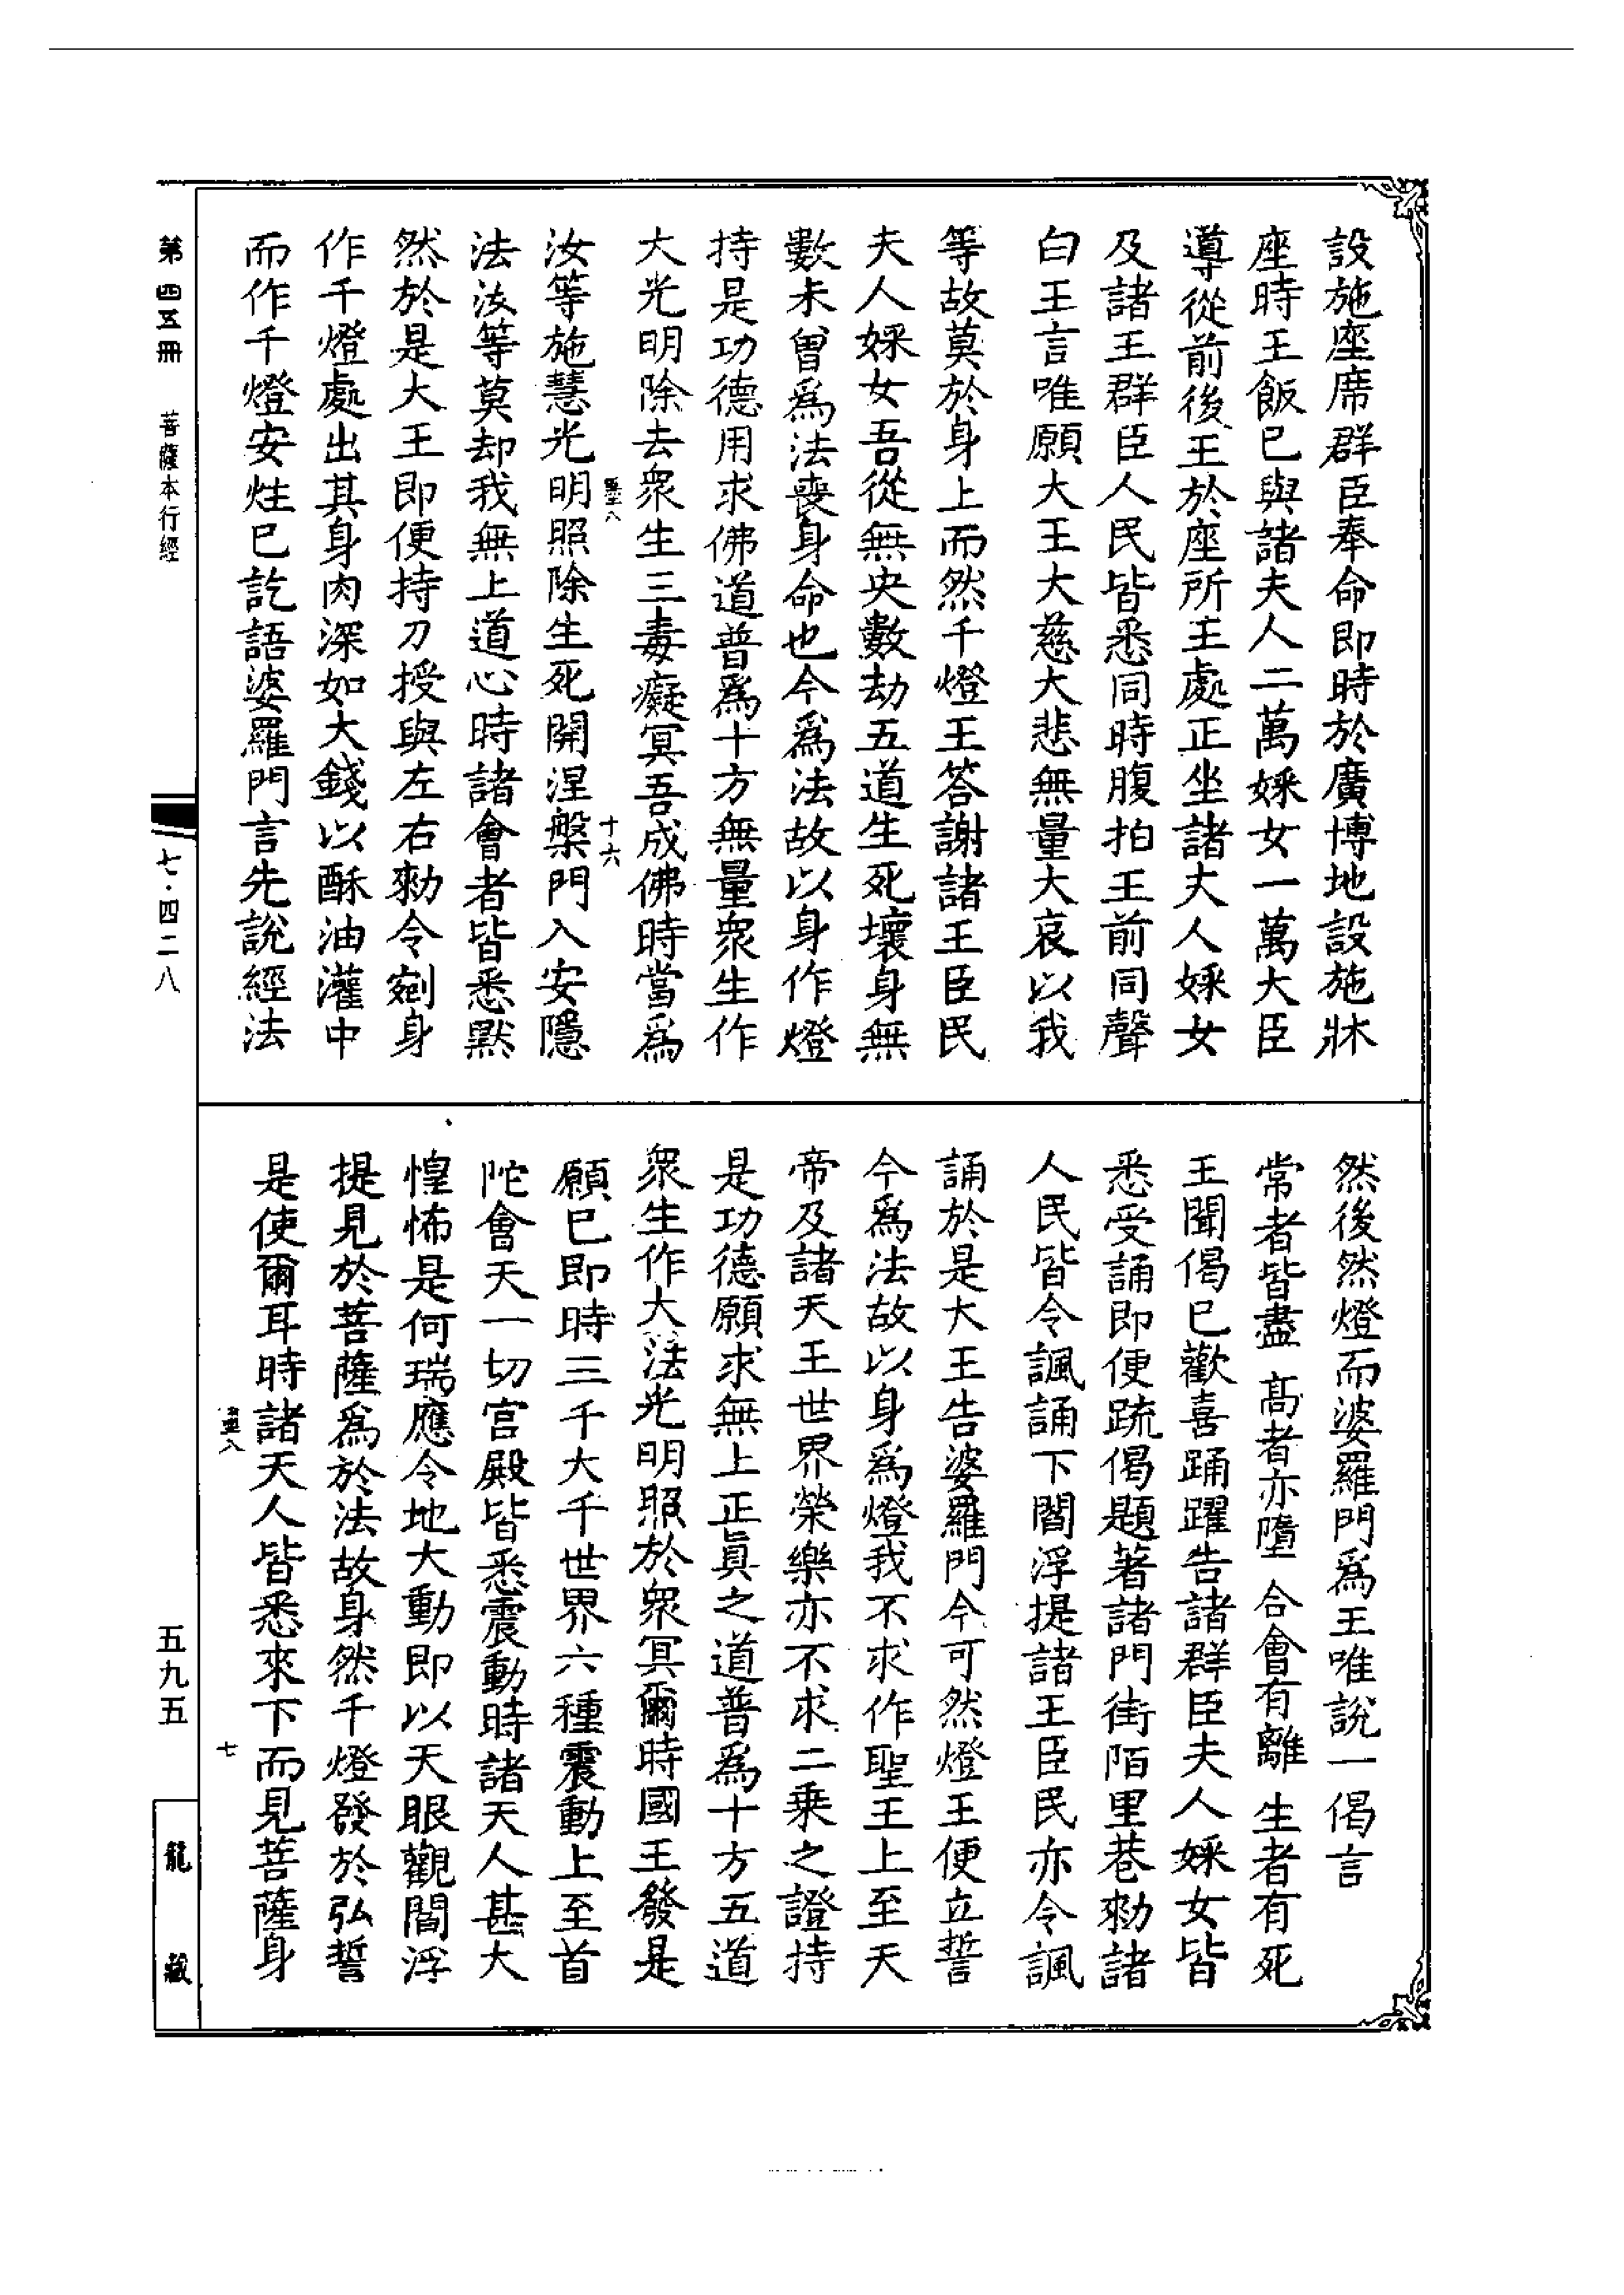 設施座席群臣奉命即時於廣博地設施牀
座時王飯已與諸夫人二萬婇女一萬大臣
導從前後王於座所王處正坐諸夫人婇女
及諸王群臣人民皆悉同時腹拍王前同聲
白王言唯願大王大慈大悲無量大哀以我
等故莫於身上而然千燈王答謝諸王臣民
夫人婇女吾從無央數劫五道生死壞身無
數未曾爲法喪身命也今爲法故以身作燈
持是功德用求佛道普爲十方無量眾生作
大光明除去眾生三毒癡冥吾成佛時當爲
汝等施慧光明照除生死開涅槃門入安隱
法汝等莫却我無上道心時諸會者皆悉默
然於是大王即便持刀授與左右勑令剜身
作千燈處出其身肉深如大錢以酥油灌中
而作千燈安炷已訖語婆羅門言先說經法
十六
然後然燈而婆羅門爲王唯說一偈言
常者皆盡 高者亦墮 合會有離 生者有死
王聞偈已歡喜踊躍告諸群臣夫人婇女皆
悉受誦即便疏偈題著諸門街陌里巷勑諸
人民皆令諷誦下閻浮提諸王臣民亦令諷
誦於是大王告婆羅門今可然燈王便立誓
今爲法故以身爲燈我不求作聖王上至天
帝及諸天王世界榮樂亦不求二乘之證持
是功德願求無上正眞之道普爲十方五道
眾生作大法光明照於眾冥爾時國王發是
願已即時三千大千世界六種震動上至首
陀會天一切宮殿皆悉震動時諸天人甚大
惶怖是何瑞應令地大動即以天眼觀閻浮
提見於菩薩爲於法故身然千燈發於弘誓
是使爾耳時諸天人皆悉來下而見菩薩身
七
第四五冊 菩薩本行經 七·四二八 五九五
龍藏